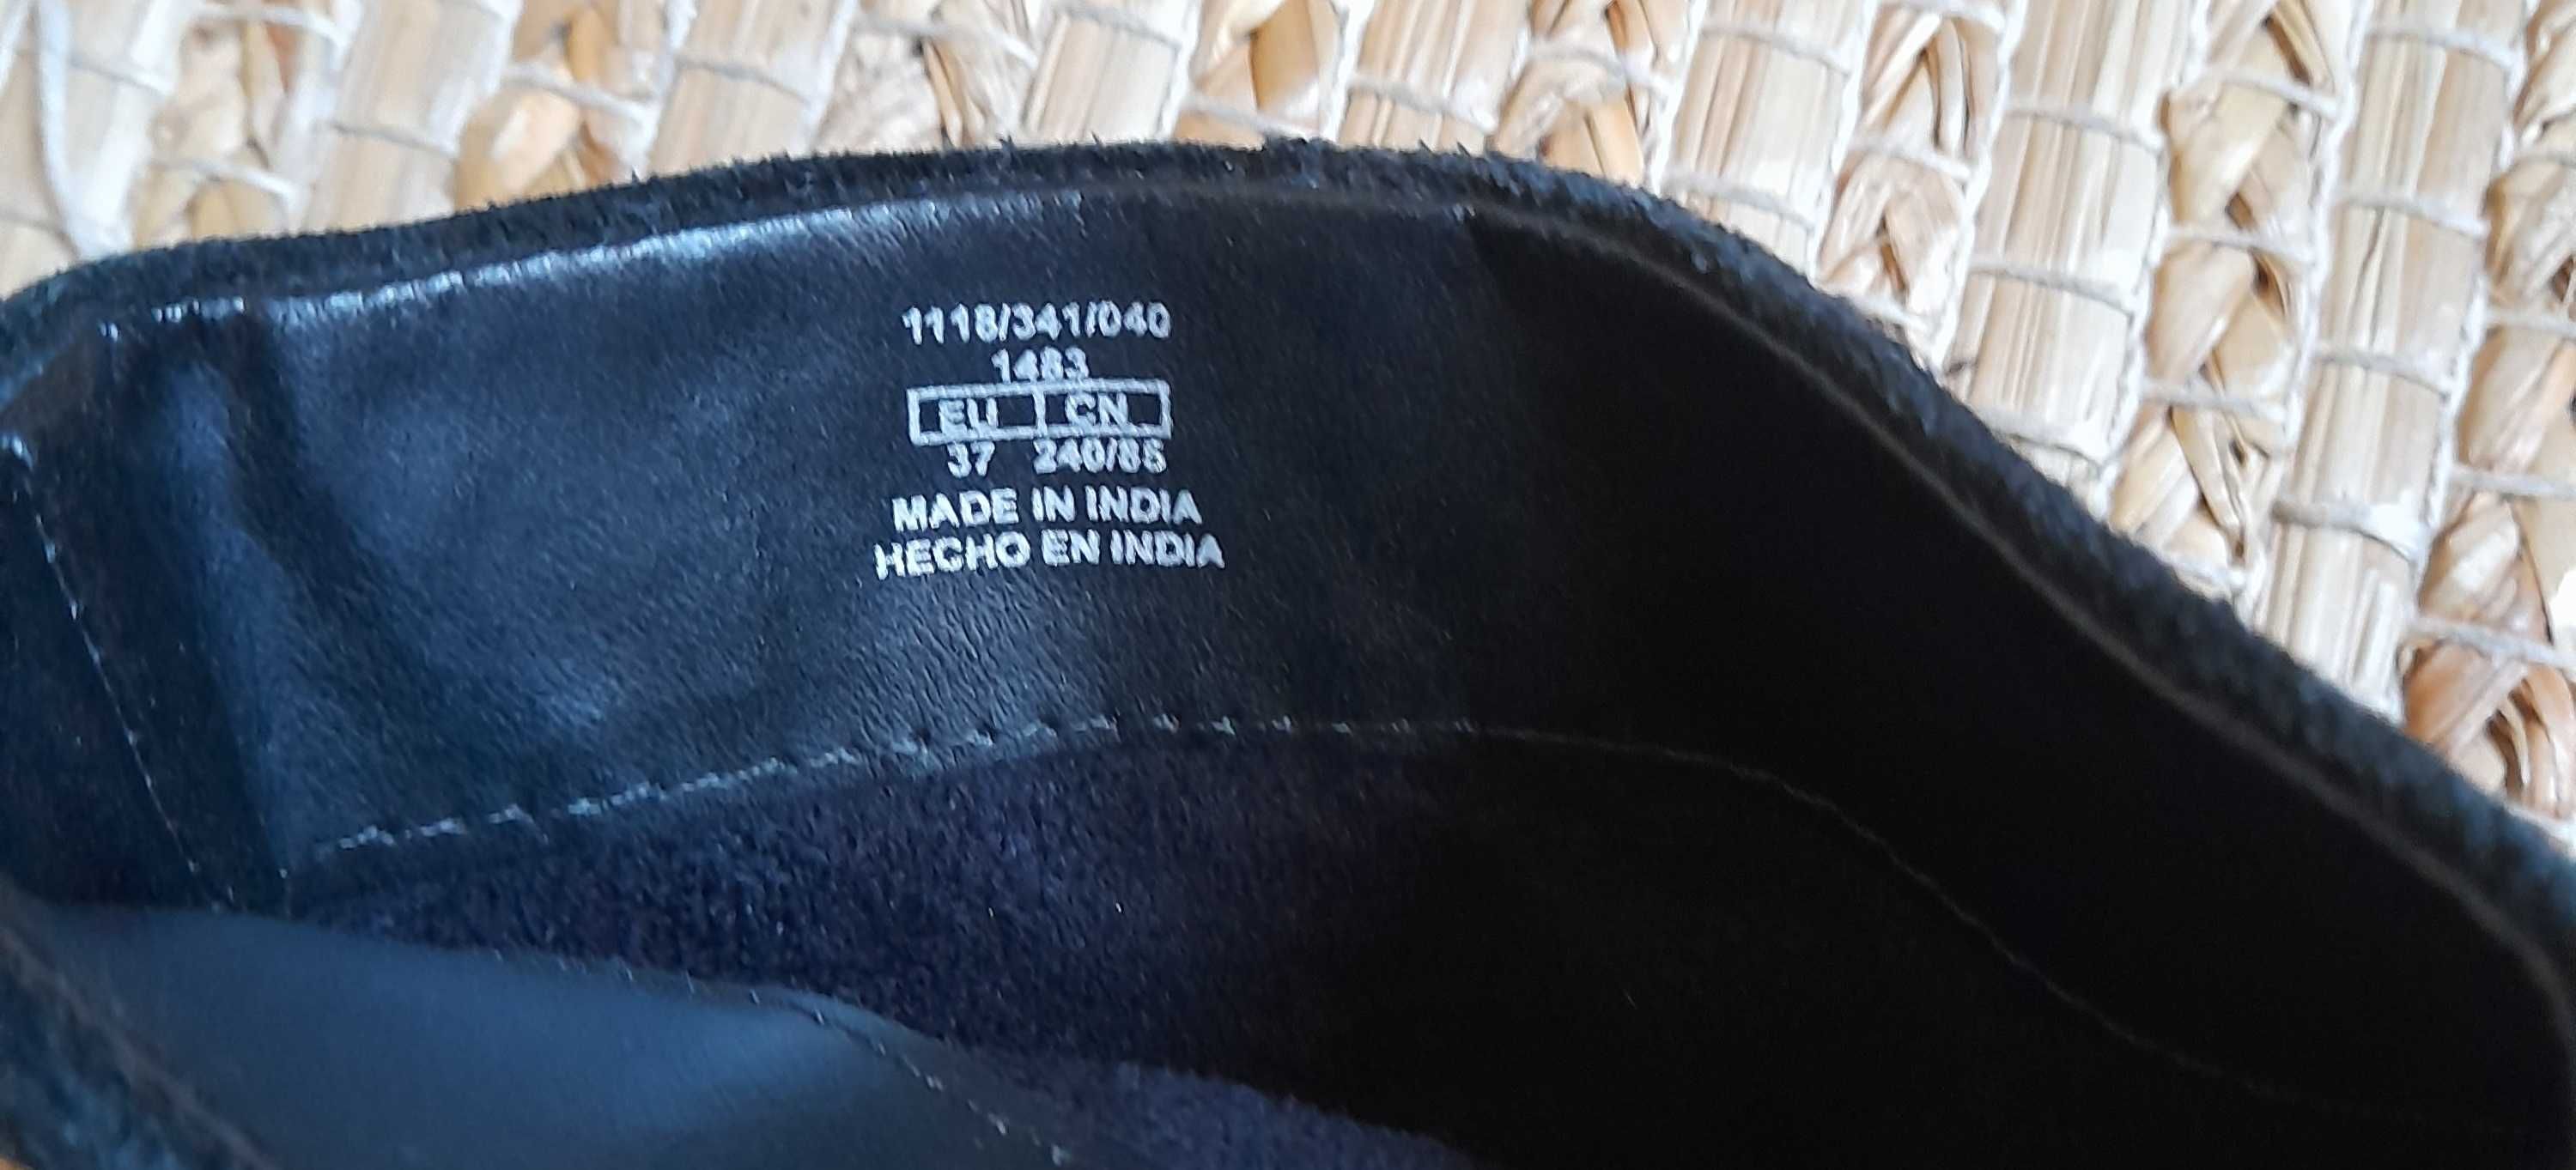 1118/341/040
1483
EU CN
37 240/85
MADE IN INDIA
HECHO EN INDIA